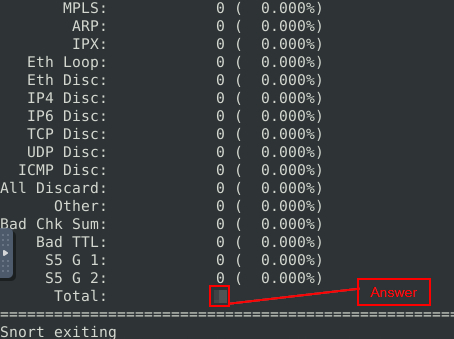 MPLS: 0 ( 0.000%)
ARP: 0 ( 0.000%)
IPX: 0 ( 0.000%)
Eth Loop: 0 ( 0.000%)
Eth Disc: 0 ( 0.000%)
IP4 Disc: 0 ( 0.000%)
IP6 Disc: 0 ( 0.000%)
TCP Disc: 0 ( 0.000%)
UDP Disc: 0 ( 0.000%)
ICMP Disc: 0 ( 0.000%)
All Discard: 0 ( 0.000%)
Other: 0 ( 0.000%)
Bad Chk Sum: 0 ( 0.000%)
Bad TTL: 0 ( 0.000%)
S5 G 1: 0 ( 0.000%)
S5 G 2: 0 ( 0.000%)
Total:
Answer
===================================================
Snort exiting